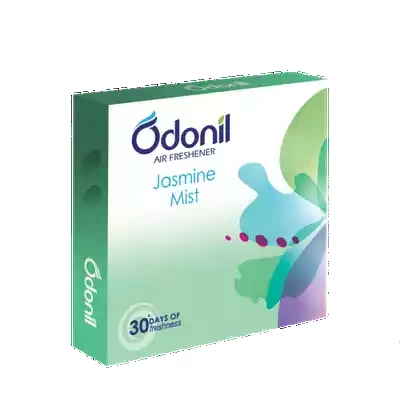 Odonil
AIR FRESHENER
Jasmine
Mist
30+ DAYS OF
freshness
Odonil